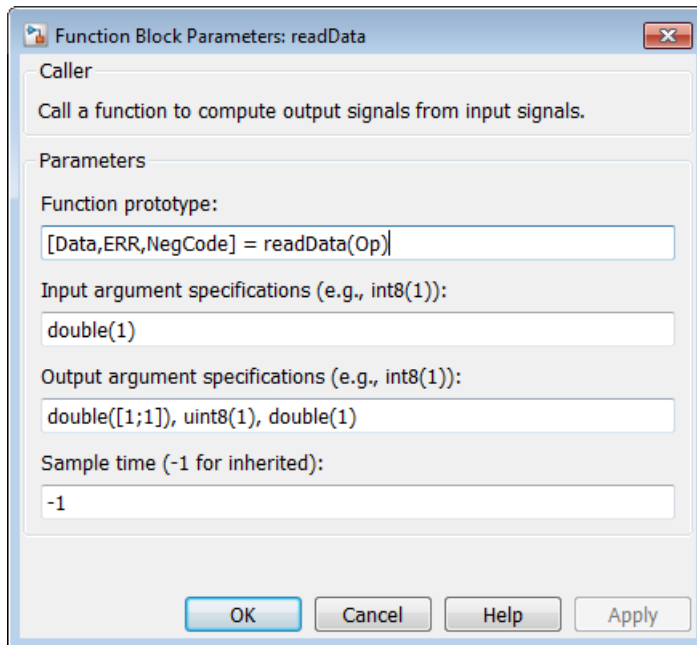 Function Block Parameters: readData
Caller
Call a function to compute output signals from input signals.
Parameters
Function prototype:
[Data,ERR,NegCode] = readData(Op)
Input argument specifications (e.g., int8(1)):
double(1)
Output argument specifications (e.g., int8(1)):
double([1;1]), uint8(1), double(1)
Sample time (-1 for inherited):
-1
OK Cancel Help Apply